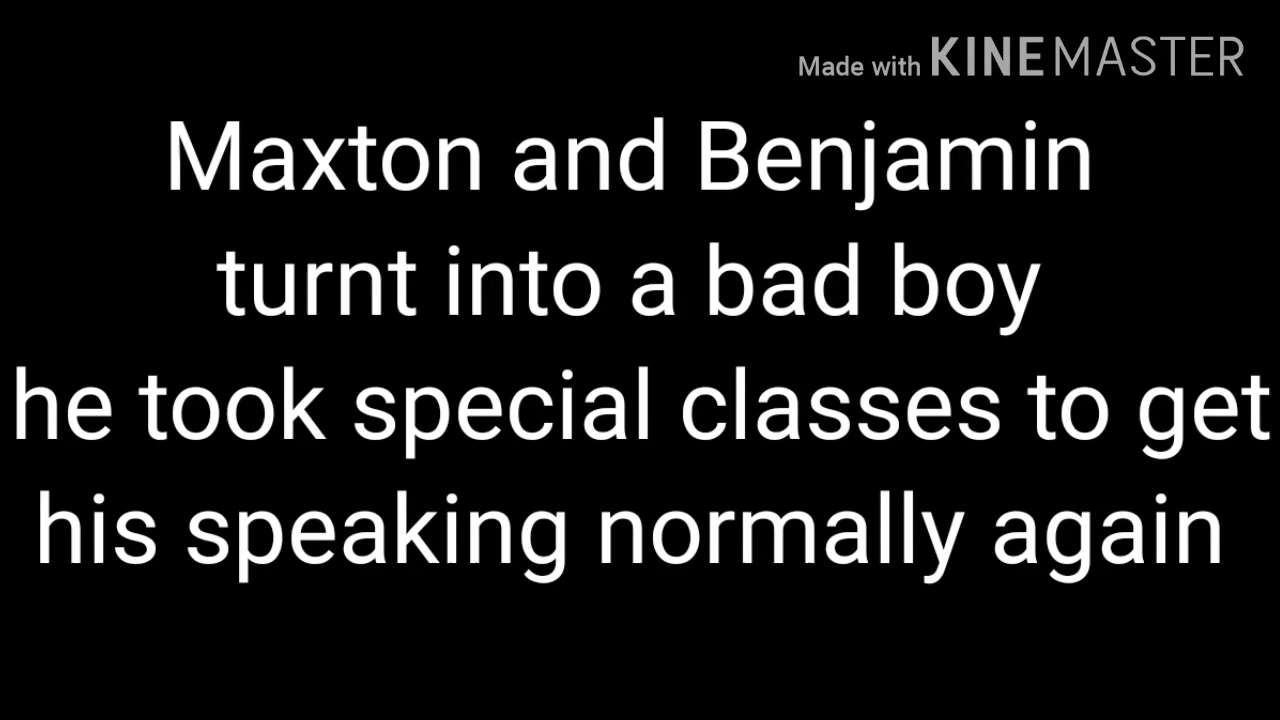 Made with KINEMASTER
Maxton and Benjamin
turnt into a bad boy
he took special classes to get
his speaking normally again